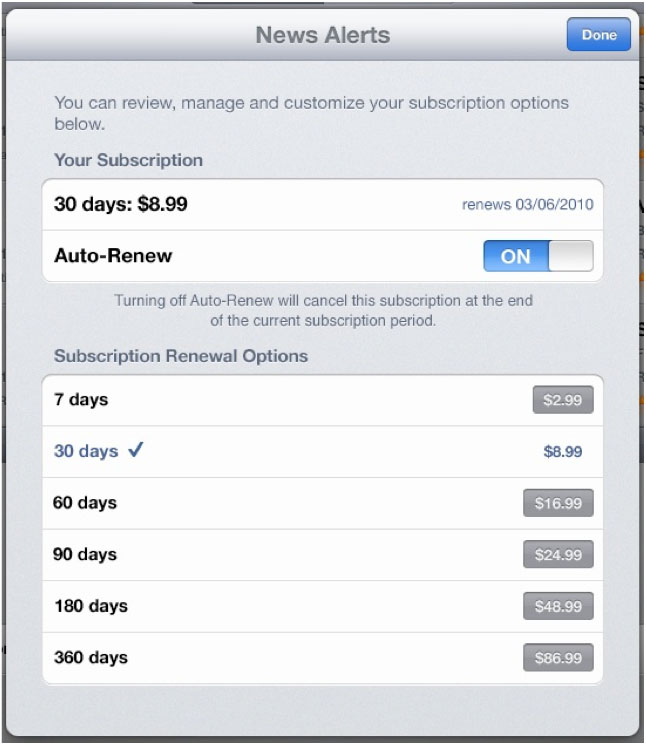 News Alerts
Done
You can review, manage and customize your subscription options
below.
Your Subscription
30 days: $8.99
renews 03/06/2010
Auto-Renew
ON
Turning off Auto-Renew will cancel this subscription at the end
of the current subscription period.
Subscription Renewal Options
7 days
$2.99
30 days ✓
$8.99
60 days
$16.99
90 days
$24.99
180 days
$48.99
360 days
$86.99